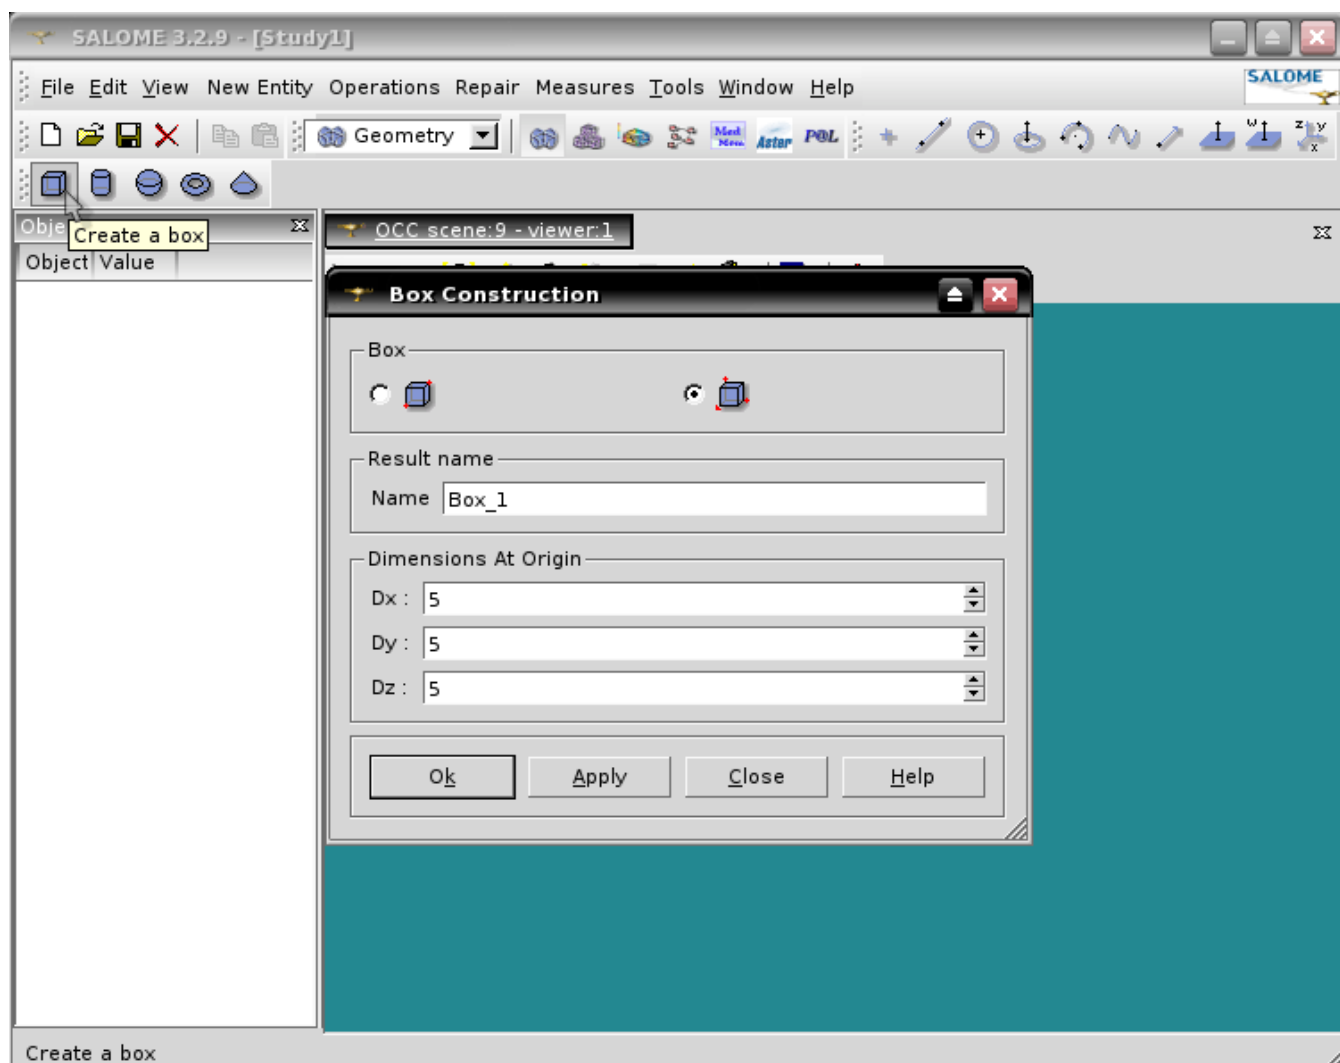 SALOME 3.2.9 - [Study1]
File Edit View New Entity Operations Repair Measures Tools Window Help
SALOME
Geometry
Med
Mem
Aster
POL
W
z y
x
Create a box
Object Value
OCC scene:9 - viewer:1
Box Construction
Box
Result name
Name Box_1
Dimensions At Origin
Dx : 5
Dy : 5
Dz : 5
Ok Apply Close Help
Create a box